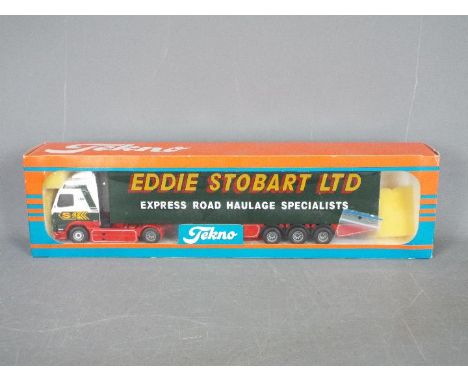 Tekno
EDDIE STOBART LTD
EXPRESS ROAD HAULAGE SPECIALISTS
Tekno